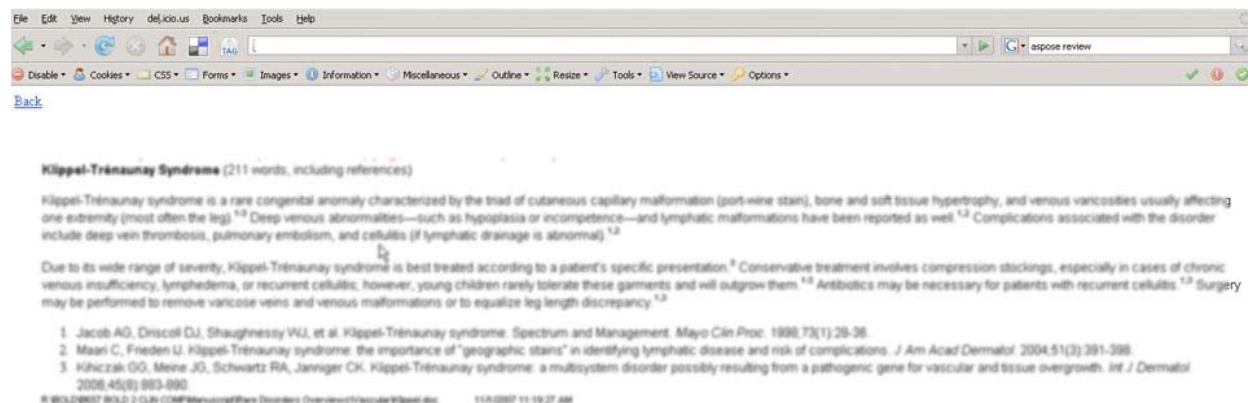 File Edit View History del.icio.us Bookmarks Tools Help
TAG aspose review
Disable Cookies CSS Forms Images Information Miscellaneous Outline Resize Tools View Source Options
Back
Klippel-Trénaunay Syndrome (211 words, including references)
Klippel-Trénaunay syndrome is a rare congenital anomaly characterized by the triad of cutaneous capillary malformation (port-wine stain), bone and soft tissue hypertrophy, and venous varicosities usually affecting
one extremity (most often the leg).1-3 Deep venous abnormalities—such as hypoplasia or incompetence—and lymphatic malformations have been reported as well.1,2 Complications associated with the disorder
include deep vein thrombosis, pulmonary embolism, and cellulitis (if lymphatic drainage is abnormal).1,2
Due to its wide range of severity, Klippel-Trénaunay syndrome is best treated according to a patient's specific presentation.3 Conservative treatment involves compression stockings, especially in cases of chronic
venous insufficiency, lymphedema, or recurrent cellulitis; however, young children rarely tolerate these garments and will outgrow them.1-3 Antibiotics may be necessary for patients with recurrent cellulitis.1,3 Surgery
may be performed to remove varicose veins and venous malformations or to equalize leg length discrepancy.1,3
1. Jacob AG, Driscoll DJ, Shaughnessy WJ, et al. Klippel-Trénaunay syndrome: Spectrum and Management. Mayo Clin Proc. 1998;73(1):28-36.
2. Maari C, Frieden IJ. Klippel-Trénaunay syndrome: the importance of "geographic stains" in identifying lymphatic disease and risk of complications. J Am Acad Dermatol. 2004;51(3):391-398.
3. Kihiczak GG, Meine JG, Schwartz RA, Janniger CK. Klippel-Trénaunay syndrome: a multisystem disorder possibly resulting from a pathogenic gene for vascular and tissue overgrowth. Int J Dermatol.
2006;45(8):883-890.
11/5/2007 11:19:27 AM